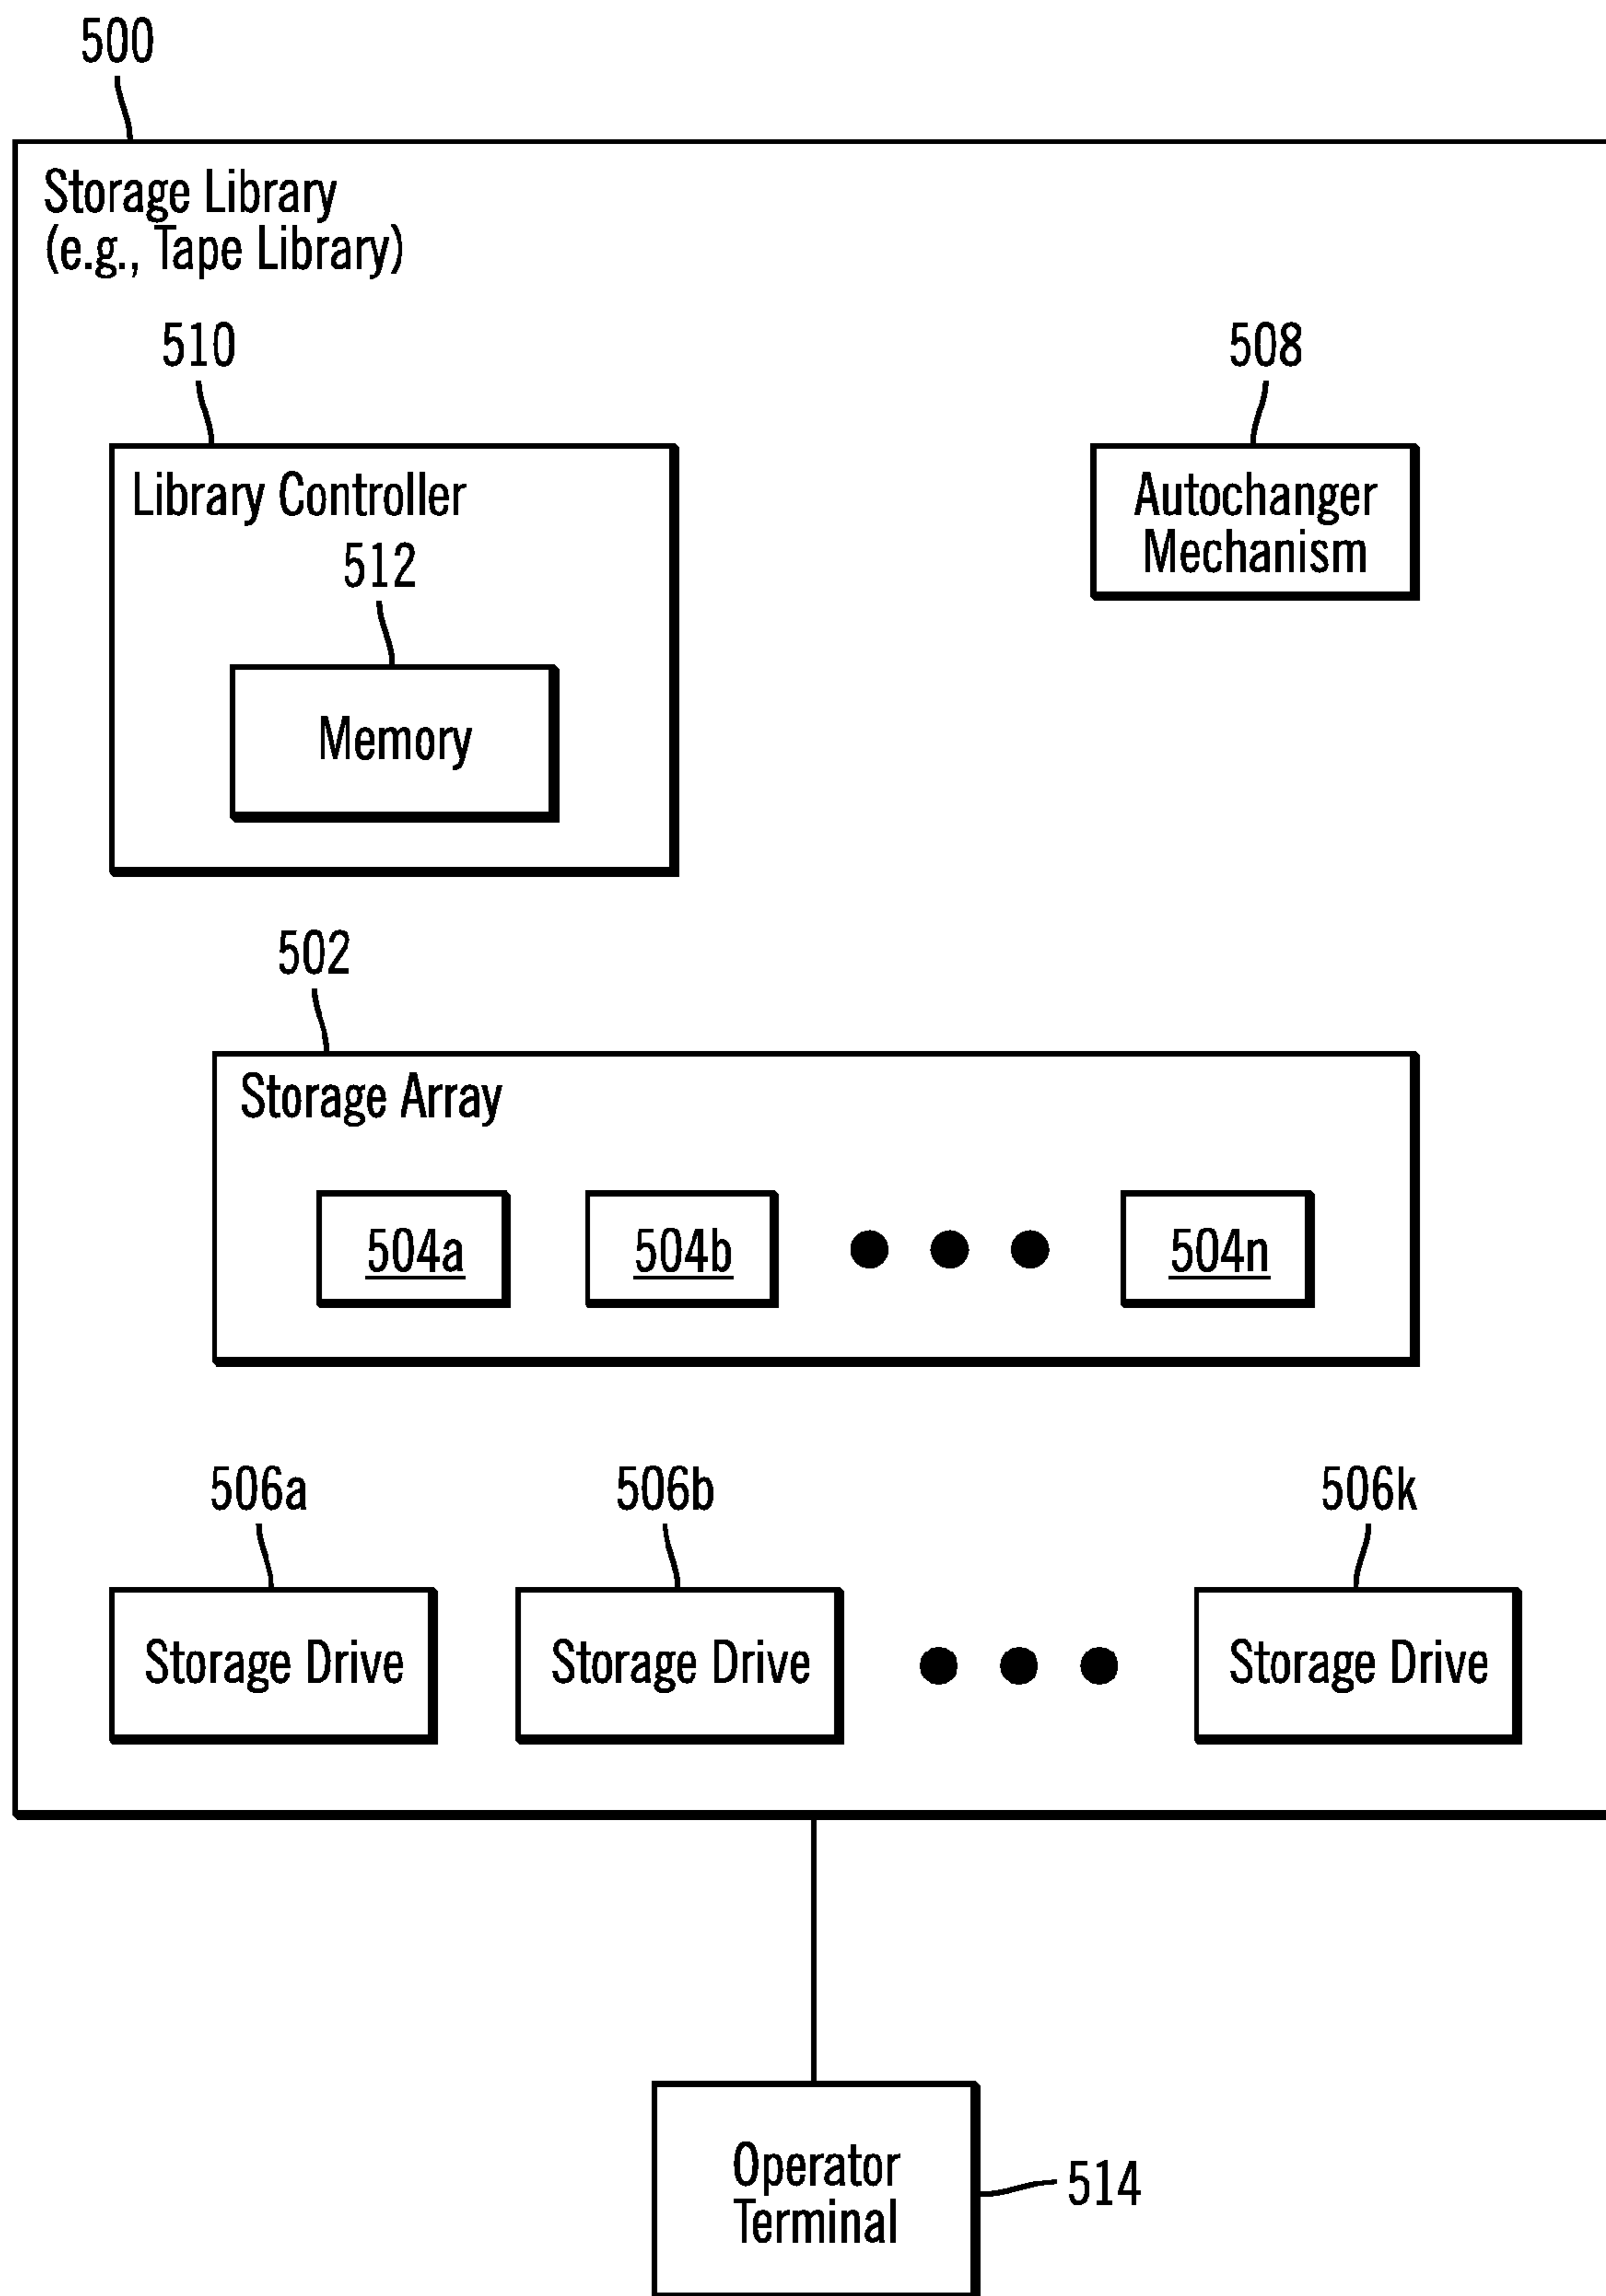 500
Storage Library
(e.g., Tape Library)
510
508
Library Controller
Autochanger
Mechanism
512
Memory
502
Storage Array
504a 504b 504n
506a 506b 506k
Storage Drive Storage Drive Storage Drive
Operator
Terminal
514